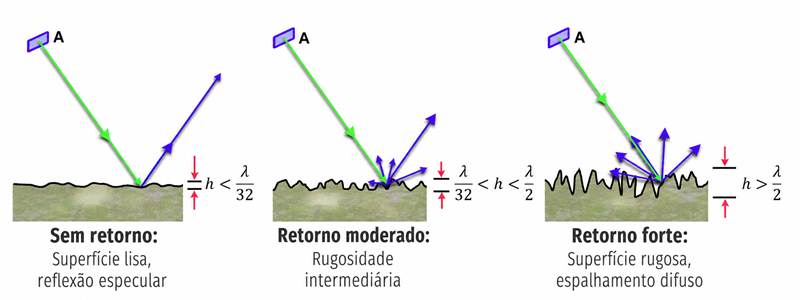 A
h < λ/32
Sem retorno:
Superfície lisa,
reflexão especular
A
λ/32 < h < λ/2
Retorno moderado:
Rugosidade
intermediária
A
h > λ/2
Retorno forte:
Superfície rugosa,
espalhamento difuso